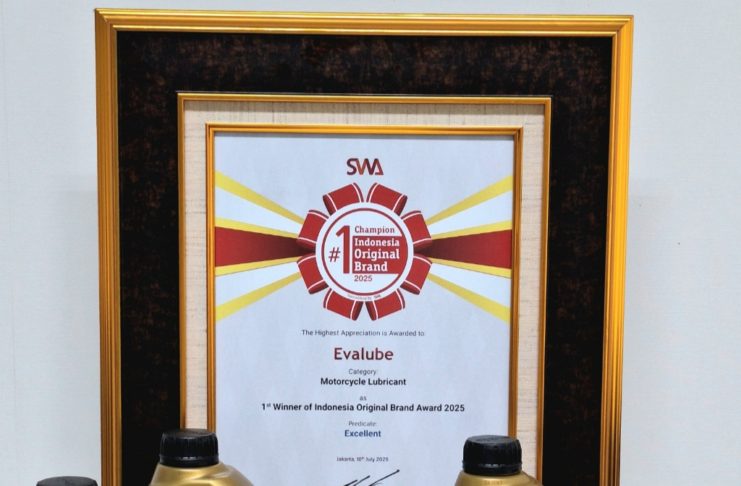 SWA
#1
Champion
Indonesia
Original
Brand
2025
The Highest Appreciation is Awarded to:
Evalube
Category:
Motorcycle Lubricant
as
1st Winner of Indonesia Original Brand Award 2025
Predicate:
Excellent
Jakarta, 10th July 2025